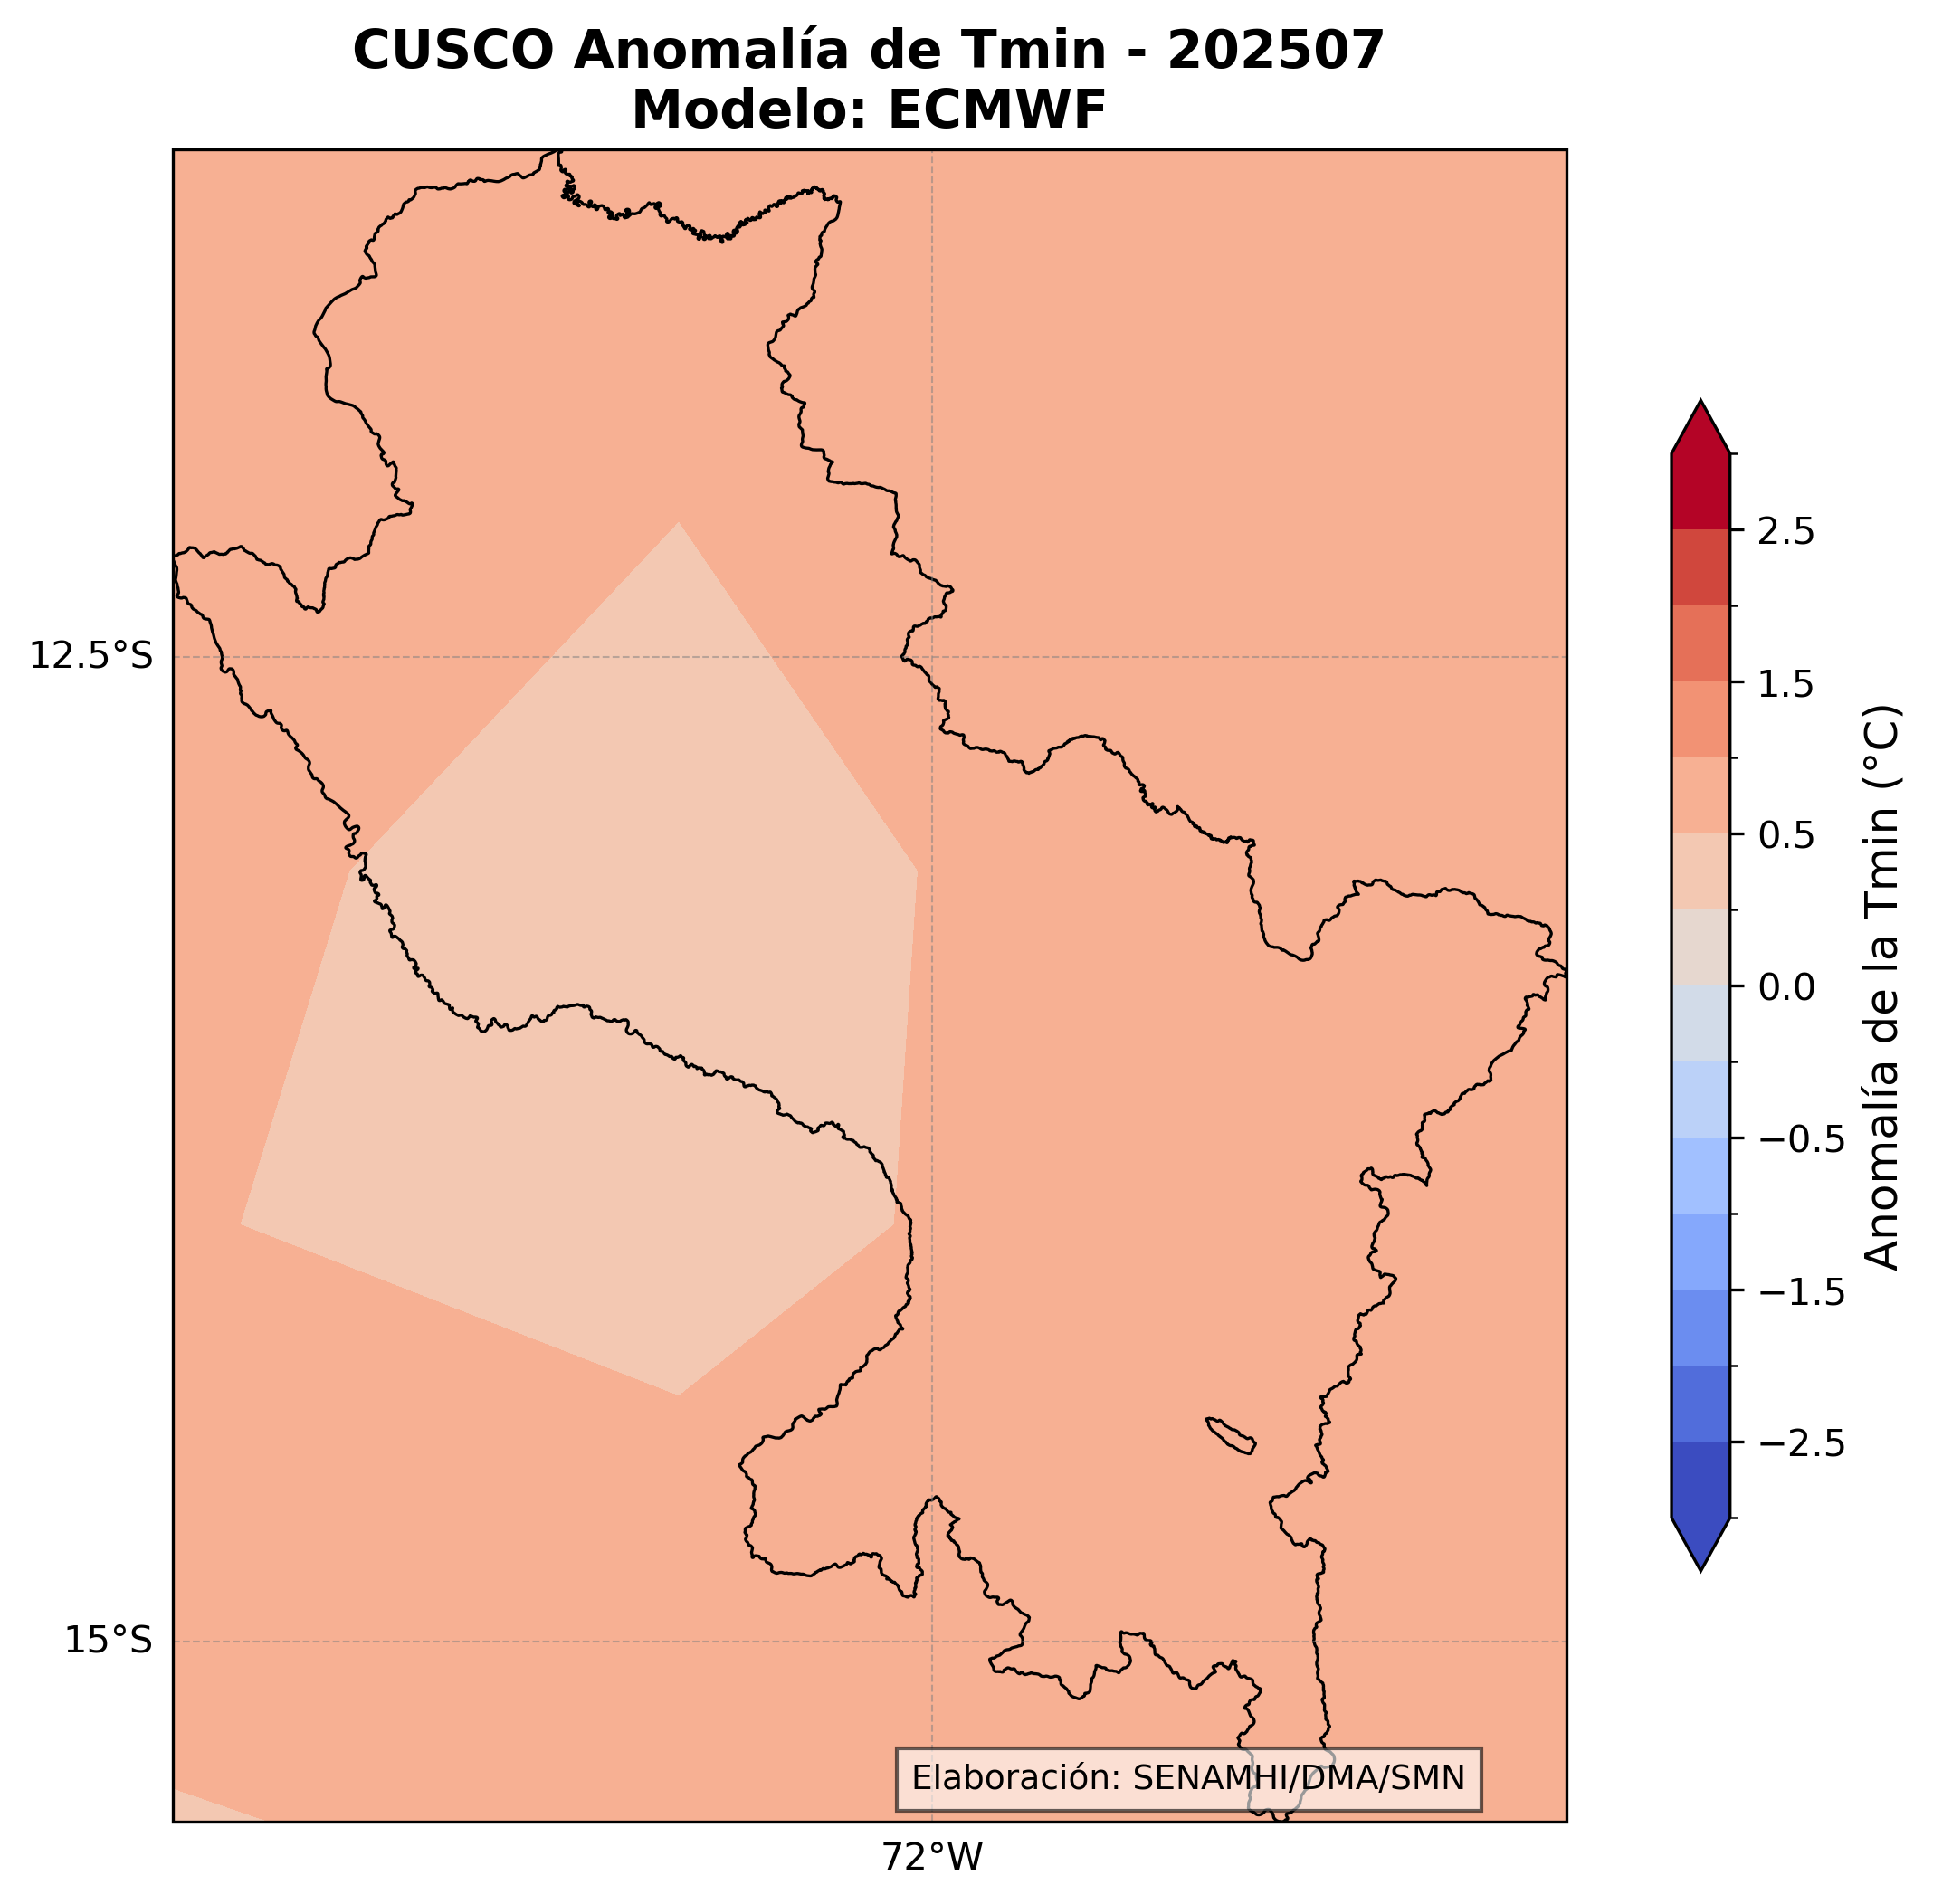 CUSCO Anomalía de Tmin - 202507
Modelo: ECMWF
12.5°S
15°S
72°W
Elaboración: SENAMHI/DMA/SMN
2.5
1.5
0.5
0.0
−0.5
−1.5
−2.5
Anomalía de la Tmin (°C)